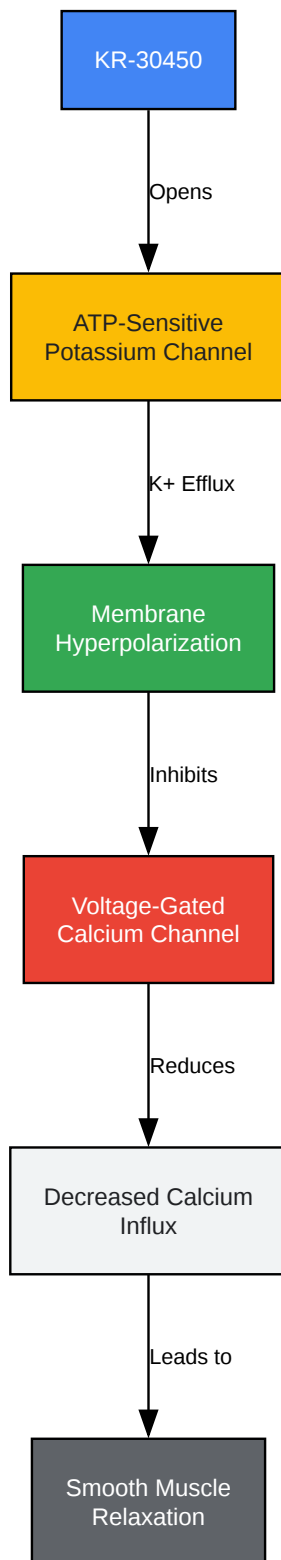 KR-30450
Opens
ATP-Sensitive
Potassium Channel
K+ Efflux
Membrane
Hyperpolarization
Inhibits
Voltage-Gated
Calcium Channel
Reduces
Decreased Calcium
Influx
Leads to
Smooth Muscle
Relaxation